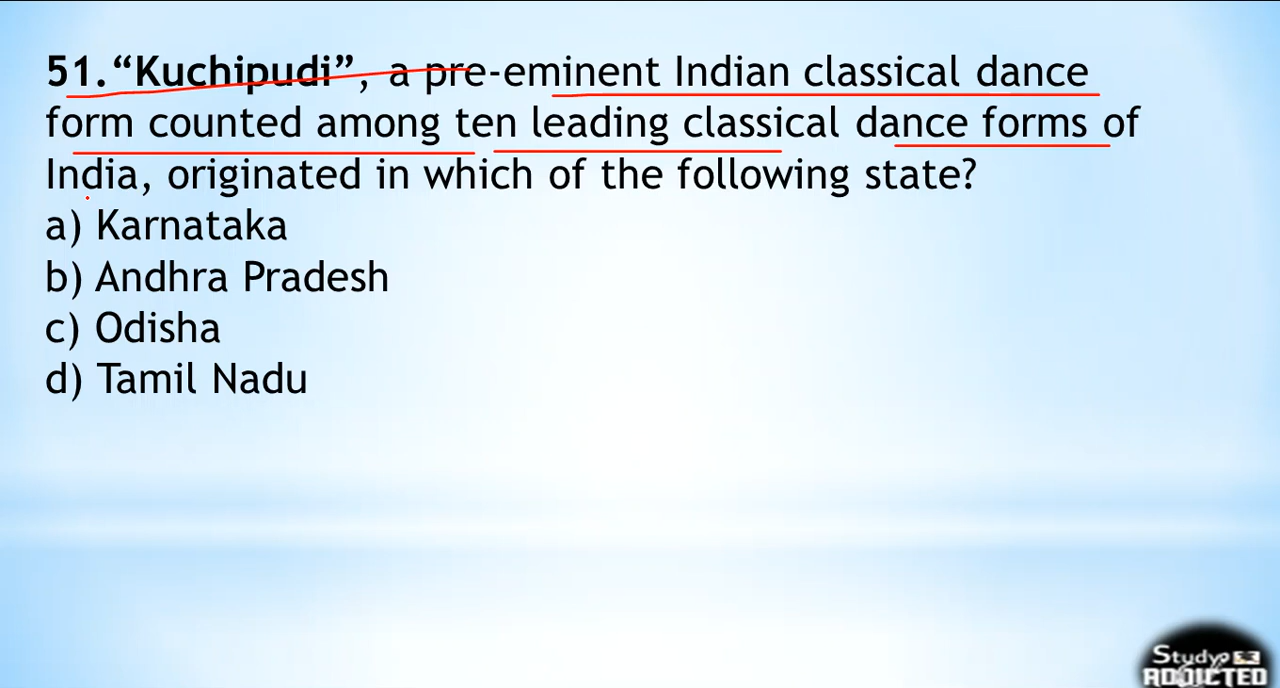 51.“Kuchipudi”, a pre-eminent Indian classical dance
form counted among ten leading classical dance forms of
India, originated in which of the following state?
a) Karnataka
b) Andhra Pradesh
c) Odisha
d) Tamil Nadu
Study
ADDICTED